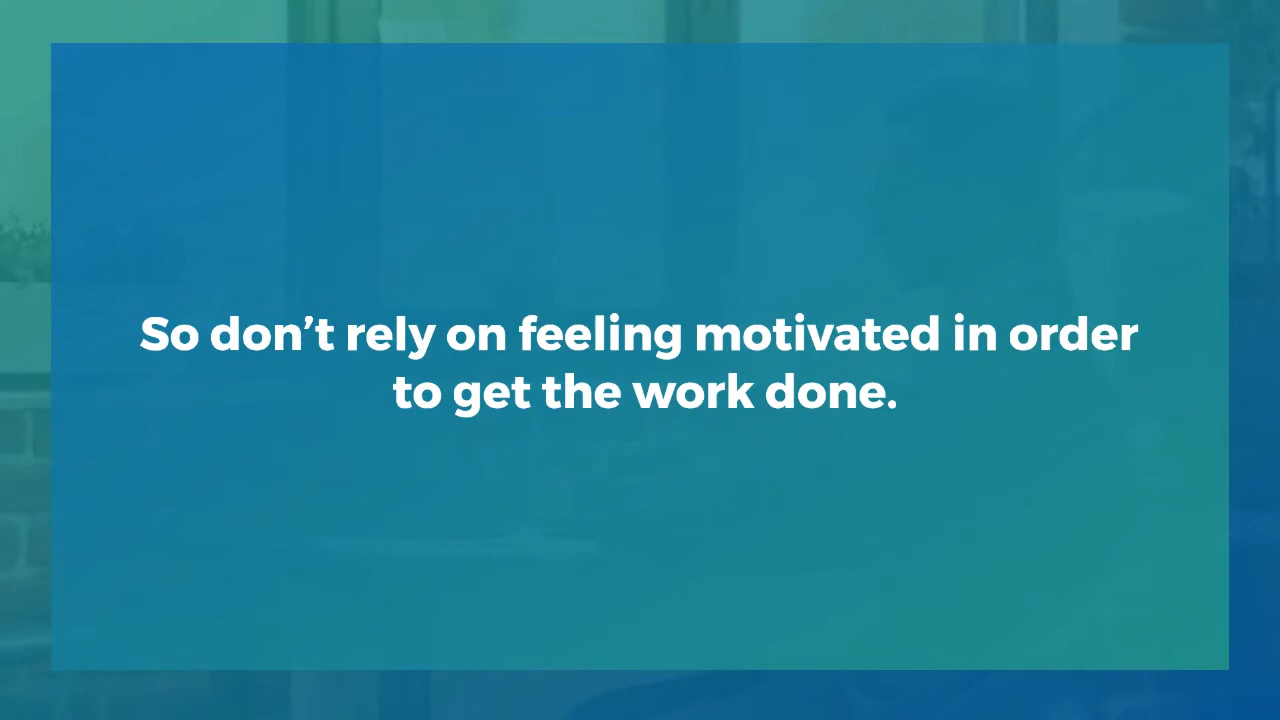 So don’t rely on feeling motivated in order
to get the work done.